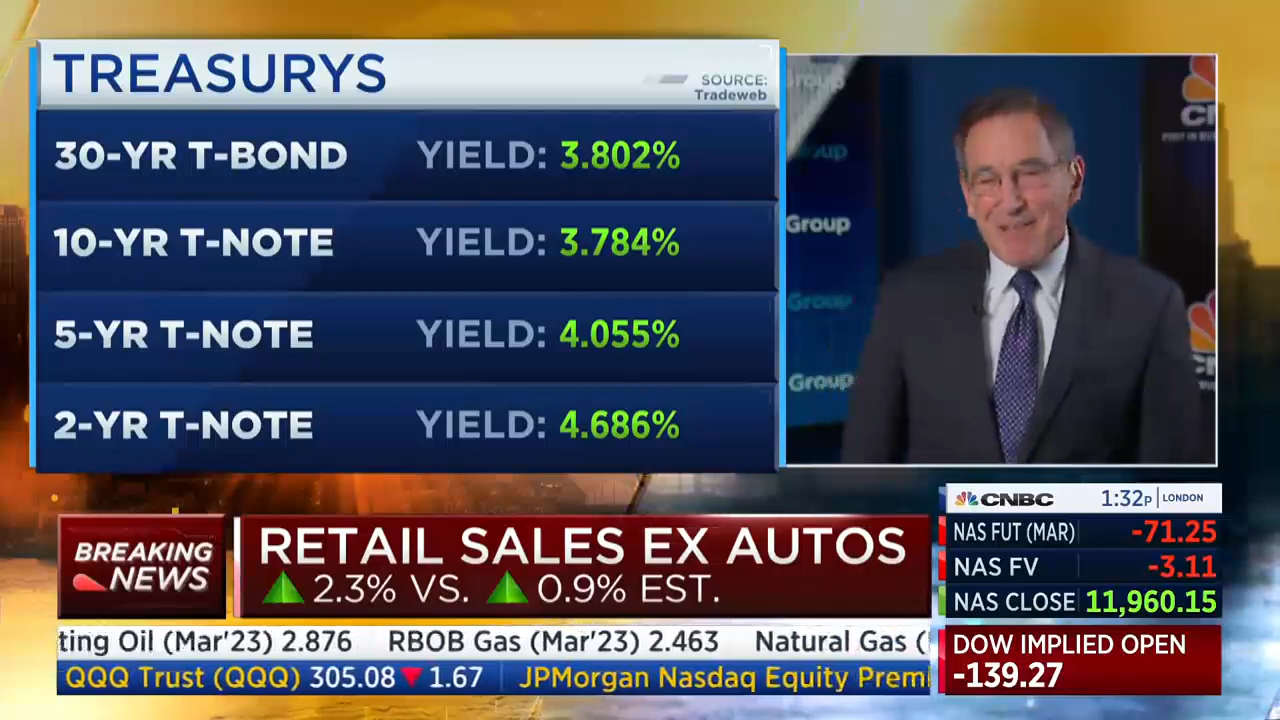 TREASURYS
SOURCE:
Tradeweb
30-YR T-BOND YIELD: 3.802%
10-YR T-NOTE YIELD: 3.784%
5-YR T-NOTE YIELD: 4.055%
2-YR T-NOTE YIELD: 4.686%
Group
Group
Group
Group
BREAKING
NEWS
RETAIL SALES EX AUTOS
▲ 2.3% VS. ▲ 0.9% EST.
ting Oil (Mar'23) 2.876 RBOB Gas (Mar'23) 2.463 Natural Gas (
QQQ Trust (QQQ) 305.08 ▼ 1.67 JPMorgan Nasdaq Equity Prem
CNBC 1:32P LONDON
NAS FUT (MAR) -71.25
NAS FV -3.11
NAS CLOSE 11,960.15
DOW IMPLIED OPEN
-139.27